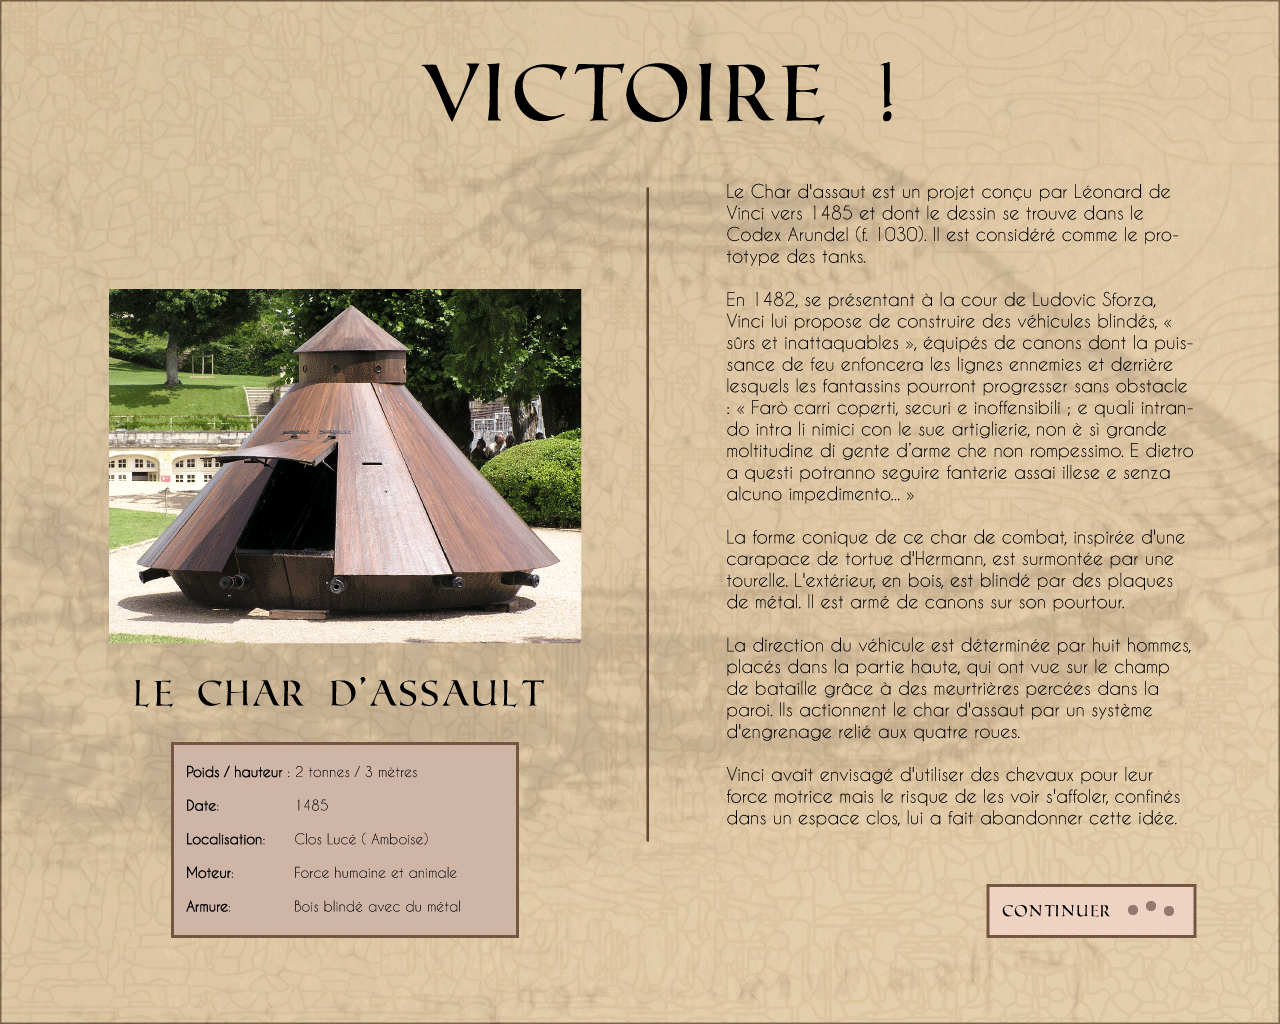 VICTOIRE !
LE CHAR D'ASSAULT
Poids / hauteur : 2 tonnes / 3 mètres
Date: 1485
Localisation: Clos Lucé ( Amboise)
Moteur: Force humaine et animale
Armure: Bois blindé avec du métal
Le Char d'assaut est un projet conçu par Léonard de
Vinci vers 1485 et dont le dessin se trouve dans le
Codex Arundel (f. 1030). Il est considéré comme le pro-
totype des tanks.
En 1482, se présentant à la cour de Ludovic Sforza,
Vinci lui propose de construire des véhicules blindés, «
sûrs et inattaquables », équipés de canons dont la puis-
sance de feu enfoncera les lignes ennemies et derrière
lesquels les fantassins pourront progresser sans obstacle
: « Farò carri coperti, securi e inoffensibili ; e quali intran-
do intra li nimici con le sue artiglierie, non è sì grande
moltitudine di gente d'arme che non rompessimo. E dietro
a questi potranno seguire fanterie assai illese e senza
alcuno impedimento... »
La forme conique de ce char de combat, inspirée d'une
carapace de tortue d'Hermann, est surmontée par une
tourelle. L'extérieur, en bois, est blindé par des plaques
de métal. Il est armé de canons sur son pourtour.
La direction du véhicule est déterminée par huit hommes,
placés dans la partie haute, qui ont vue sur le champ
de bataille grâce à des meurtrières percées dans la
paroi. Ils actionnent le char d'assaut par un système
d'engrenage relié aux quatre roues.
Vinci avait envisagé d'utiliser des chevaux pour leur
force motrice mais le risque de les voir s'affoler, confinés
dans un espace clos, lui a fait abandonner cette idée.
CONTINUER